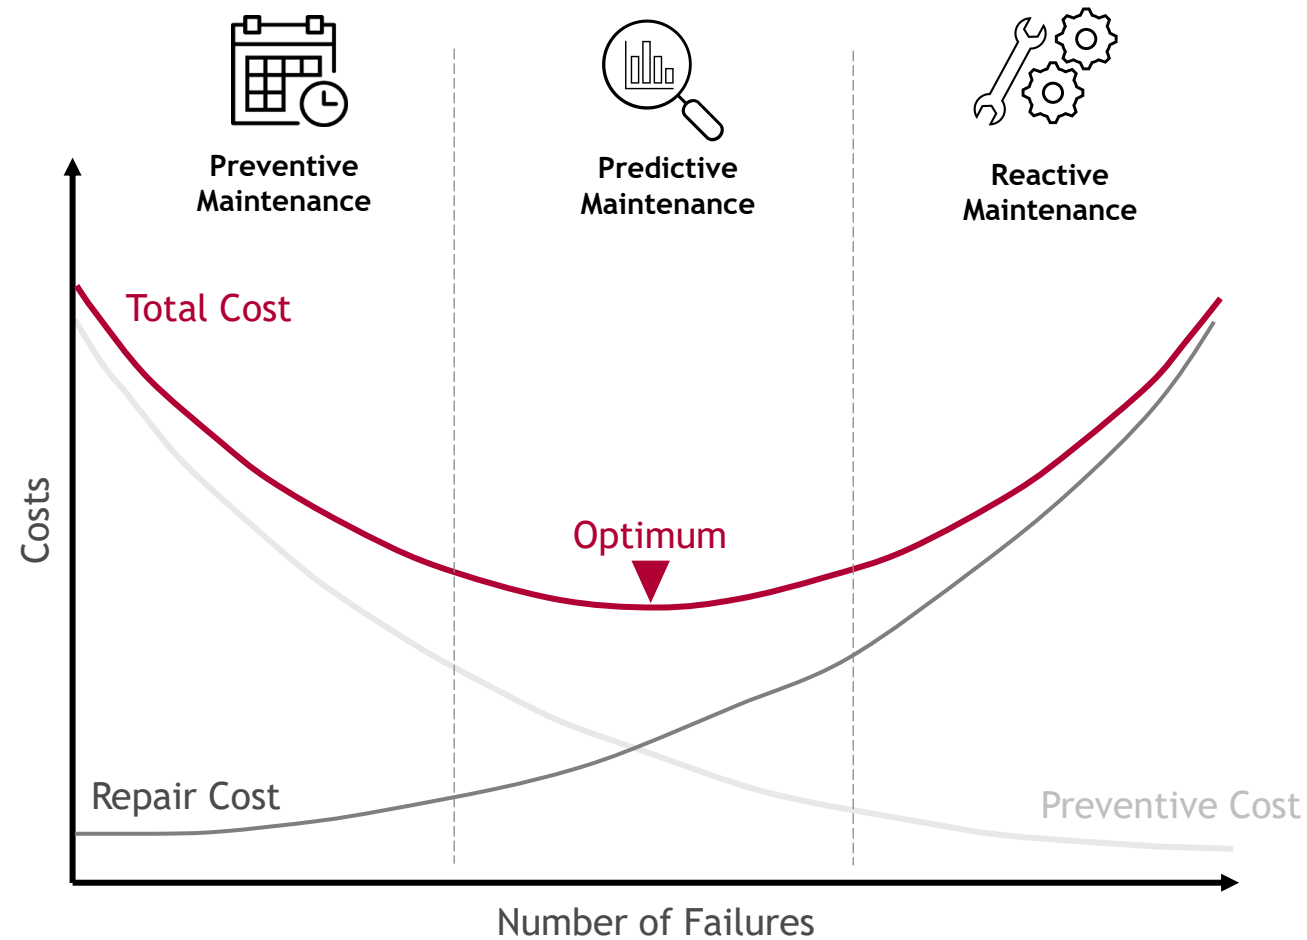 Preventive
Maintenance
Predictive
Maintenance
Reactive
Maintenance
Total Cost
Optimum
Costs
Repair Cost
Preventive Cost
Number of Failures